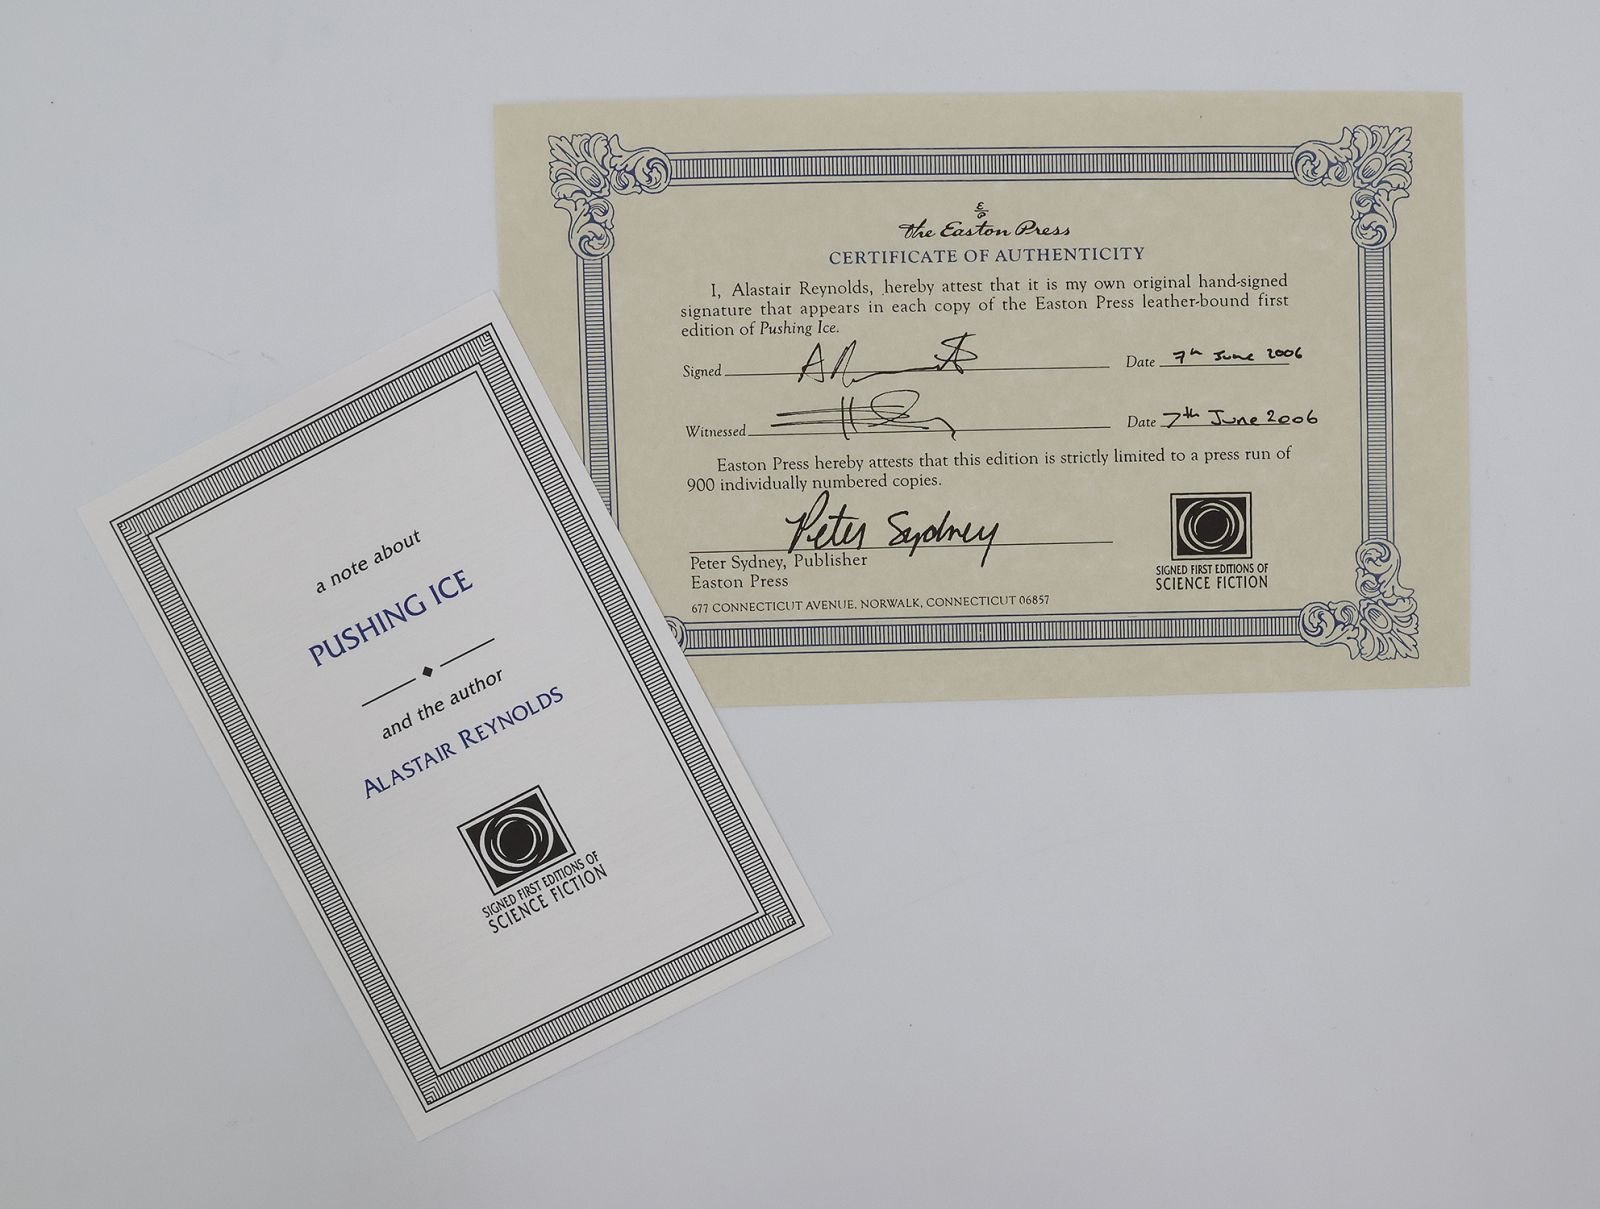 E
P
the Easton Press
CERTIFICATE OF AUTHENTICITY
I, Alastair Reynolds, hereby attest that it is my own original hand-signed
signature that appears in each copy of the Easton Press leather-bound first
edition of Pushing Ice.
Signed
Date 7th June 2006
Witnessed
Date 7th June 2006
Easton Press hereby attests that this edition is strictly limited to a press run of
900 individually numbered copies.
Peter Sydney
Peter Sydney, Publisher
Easton Press
677 CONNECTICUT AVENUE, NORWALK, CONNECTICUT 06857
SIGNED FIRST EDITIONS OF
SCIENCE FICTION
a note about
PUSHING ICE
and the author
ALASTAIR REYNOLDS
SIGNED FIRST EDITIONS OF
SCIENCE FICTION